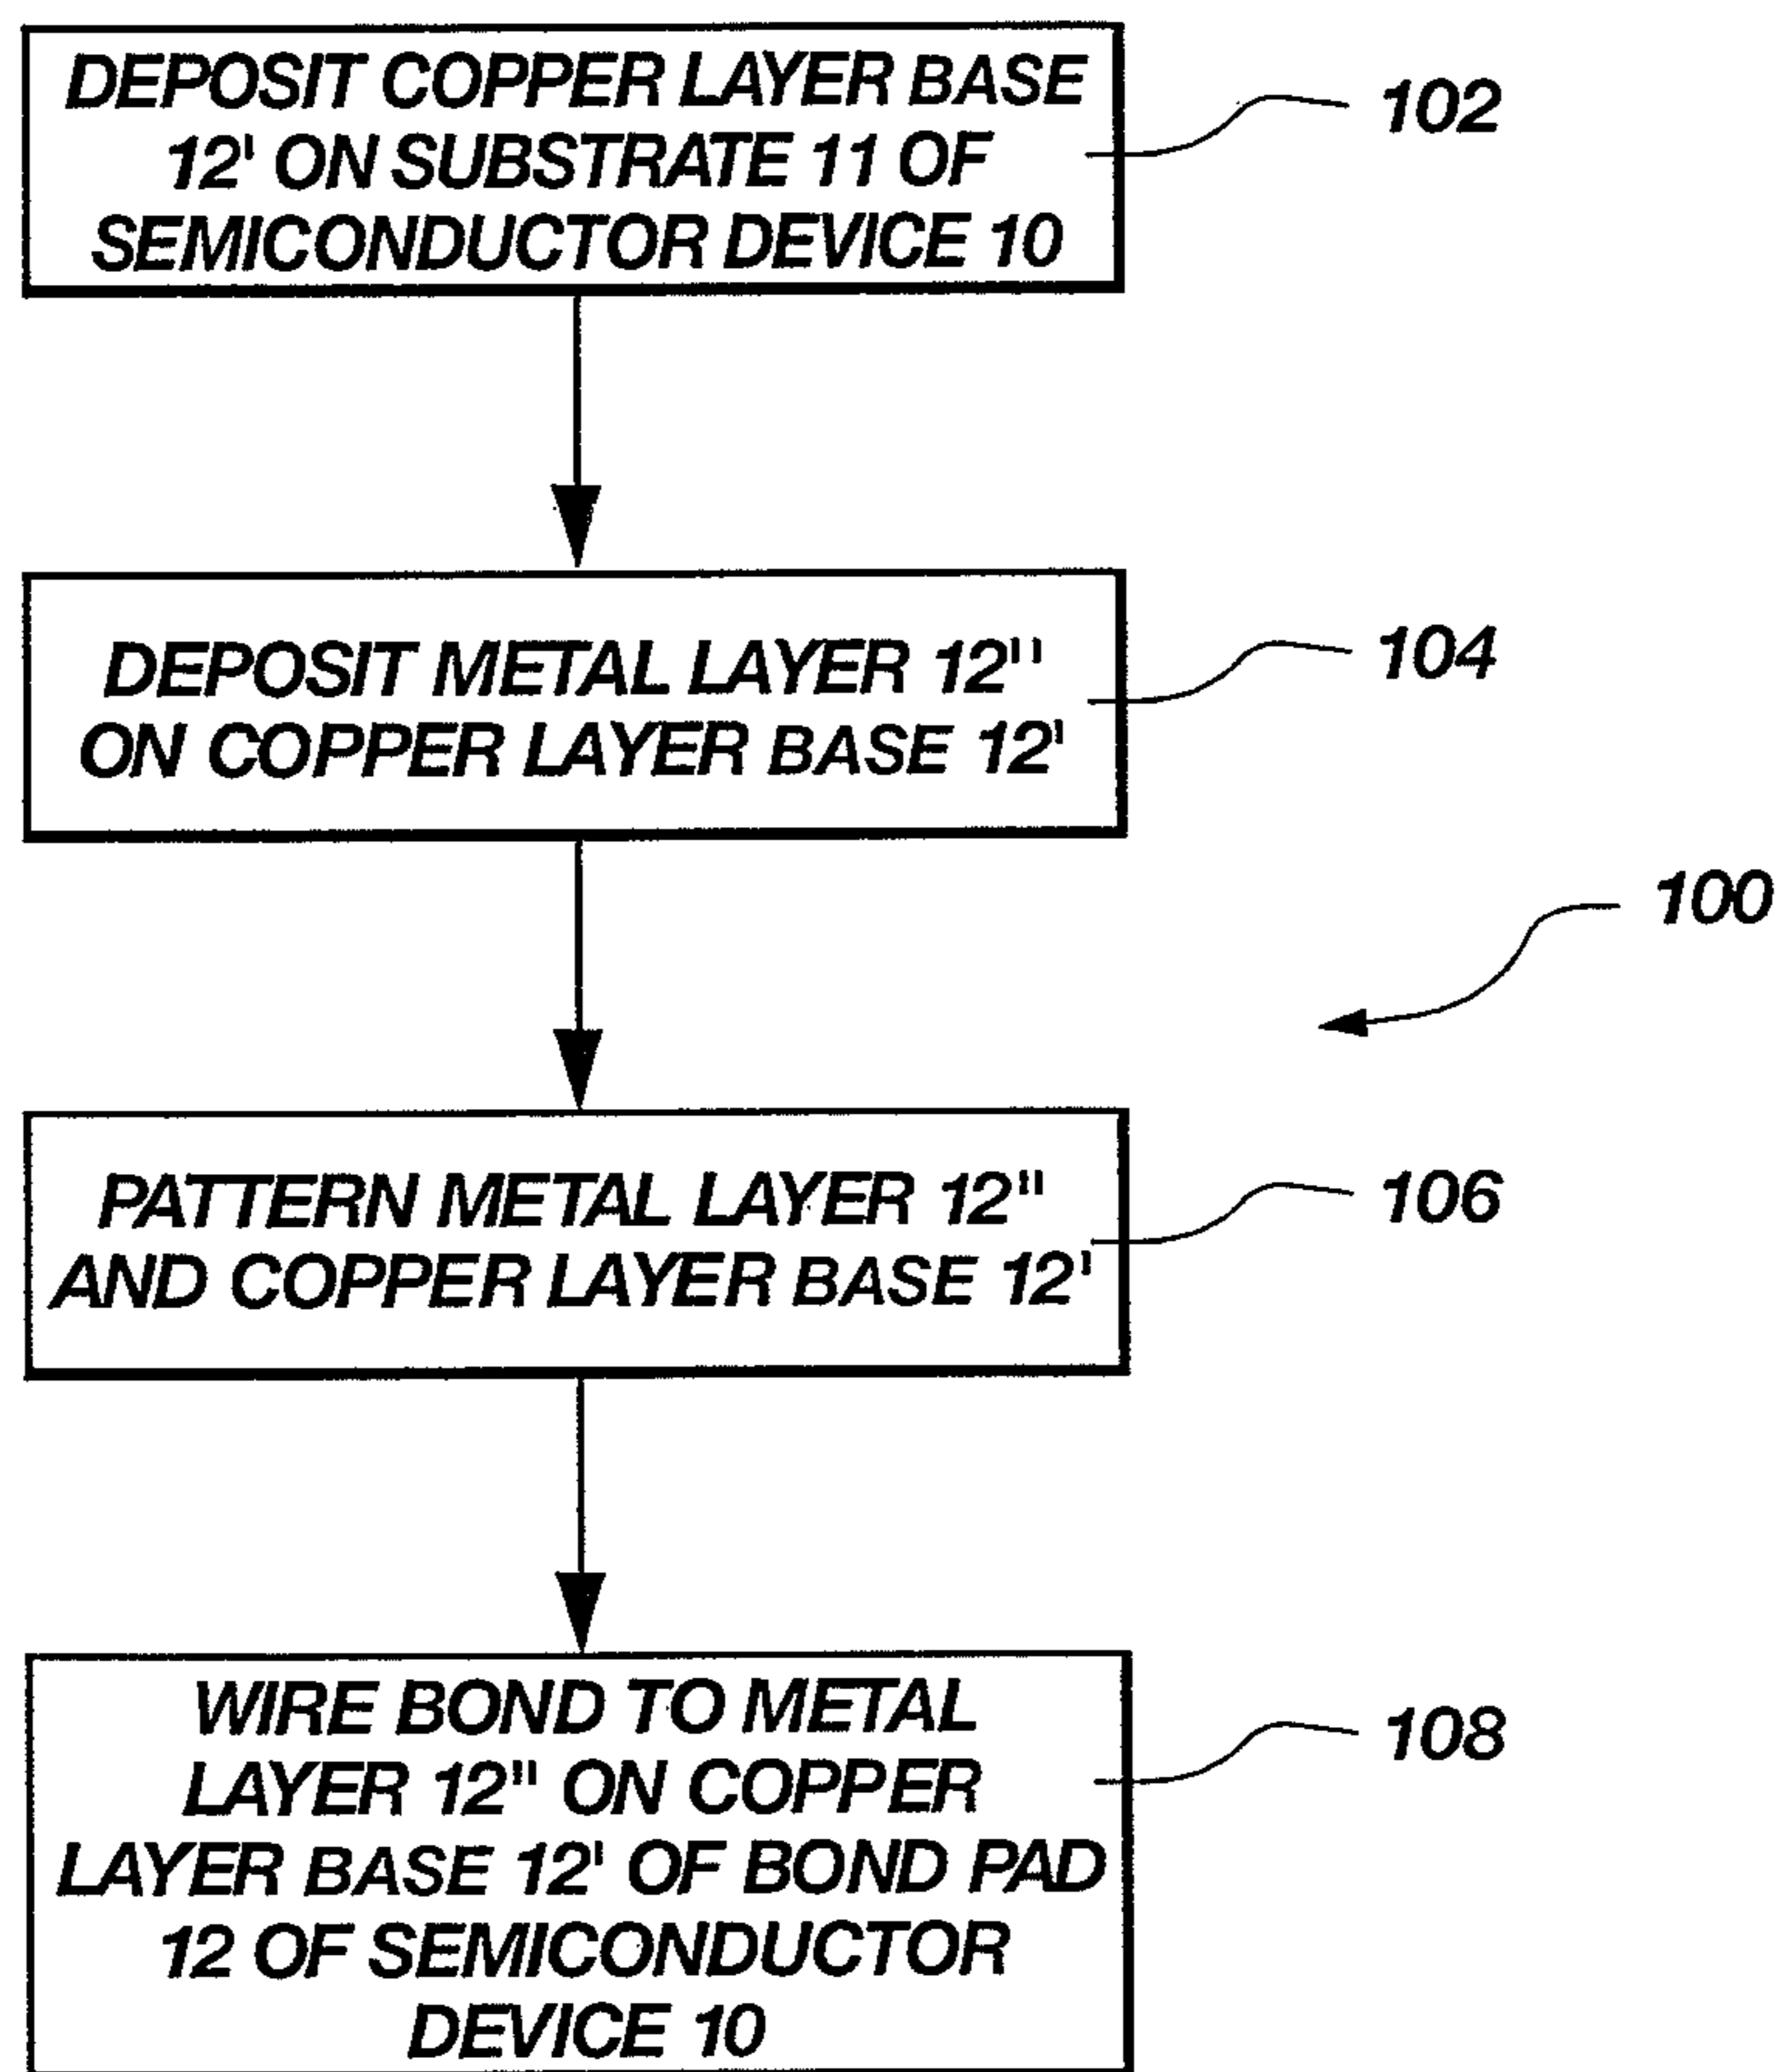 DEPOSIT COPPER LAYER BASE
12' ON SUBSTRATE 11 OF
SEMICONDUCTOR DEVICE 10
102
DEPOSIT METAL LAYER 12"
ON COPPER LAYER BASE 12'
104
100
PATTERN METAL LAYER 12"
AND COPPER LAYER BASE 12'
106
WIRE BOND TO METAL
LAYER 12" ON COPPER
LAYER BASE 12' OF BOND PAD
12 OF SEMICONDUCTOR
DEVICE 10
108